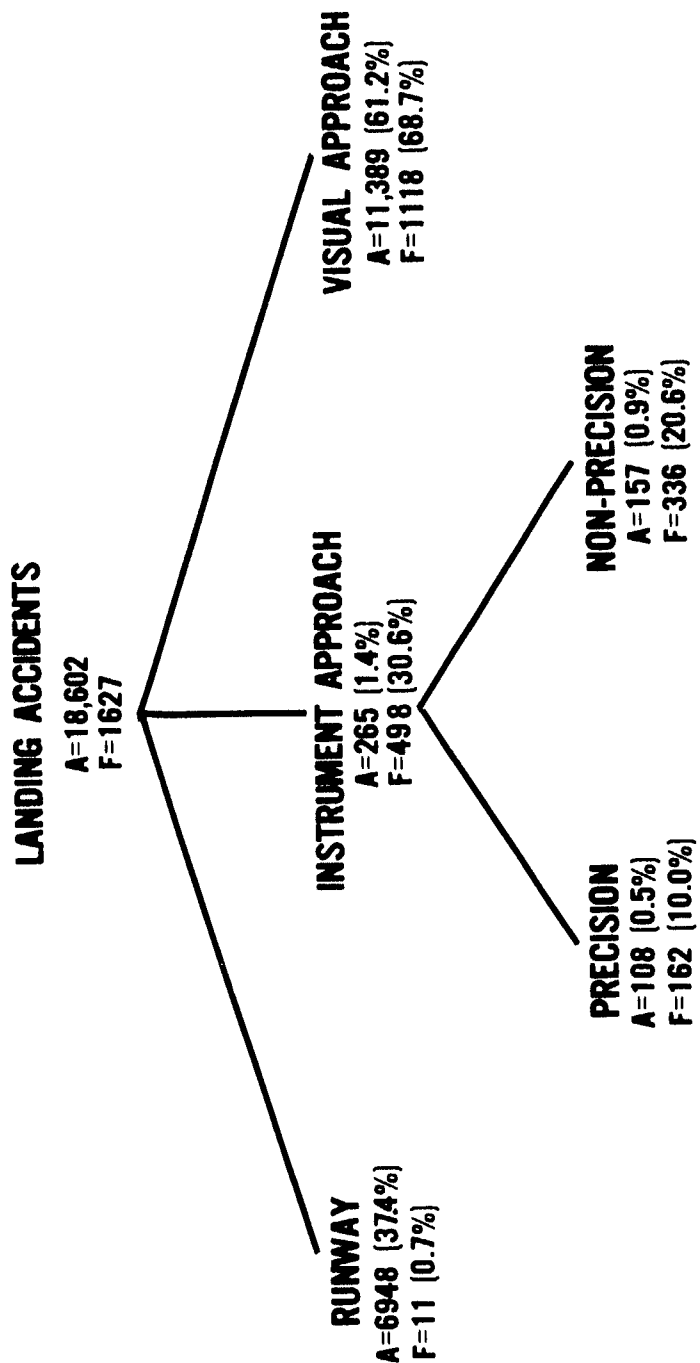 LANDING ACCIDENTS
A=18,602
F=1627
RUNWAY
A=6948 [37.4%]
F=11 [0.7%]
INSTRUMENT APPROACH
A=265 [1.4%]
F=498 [30.6%]
VISUAL APPROACH
A=11,389 [61.2%]
F=1118 [68.7%]
PRECISION
A=108 [0.5%]
F=162 [10.0%]
NON-PRECISION
A=157 [0.9%]
F=336 [20.6%]